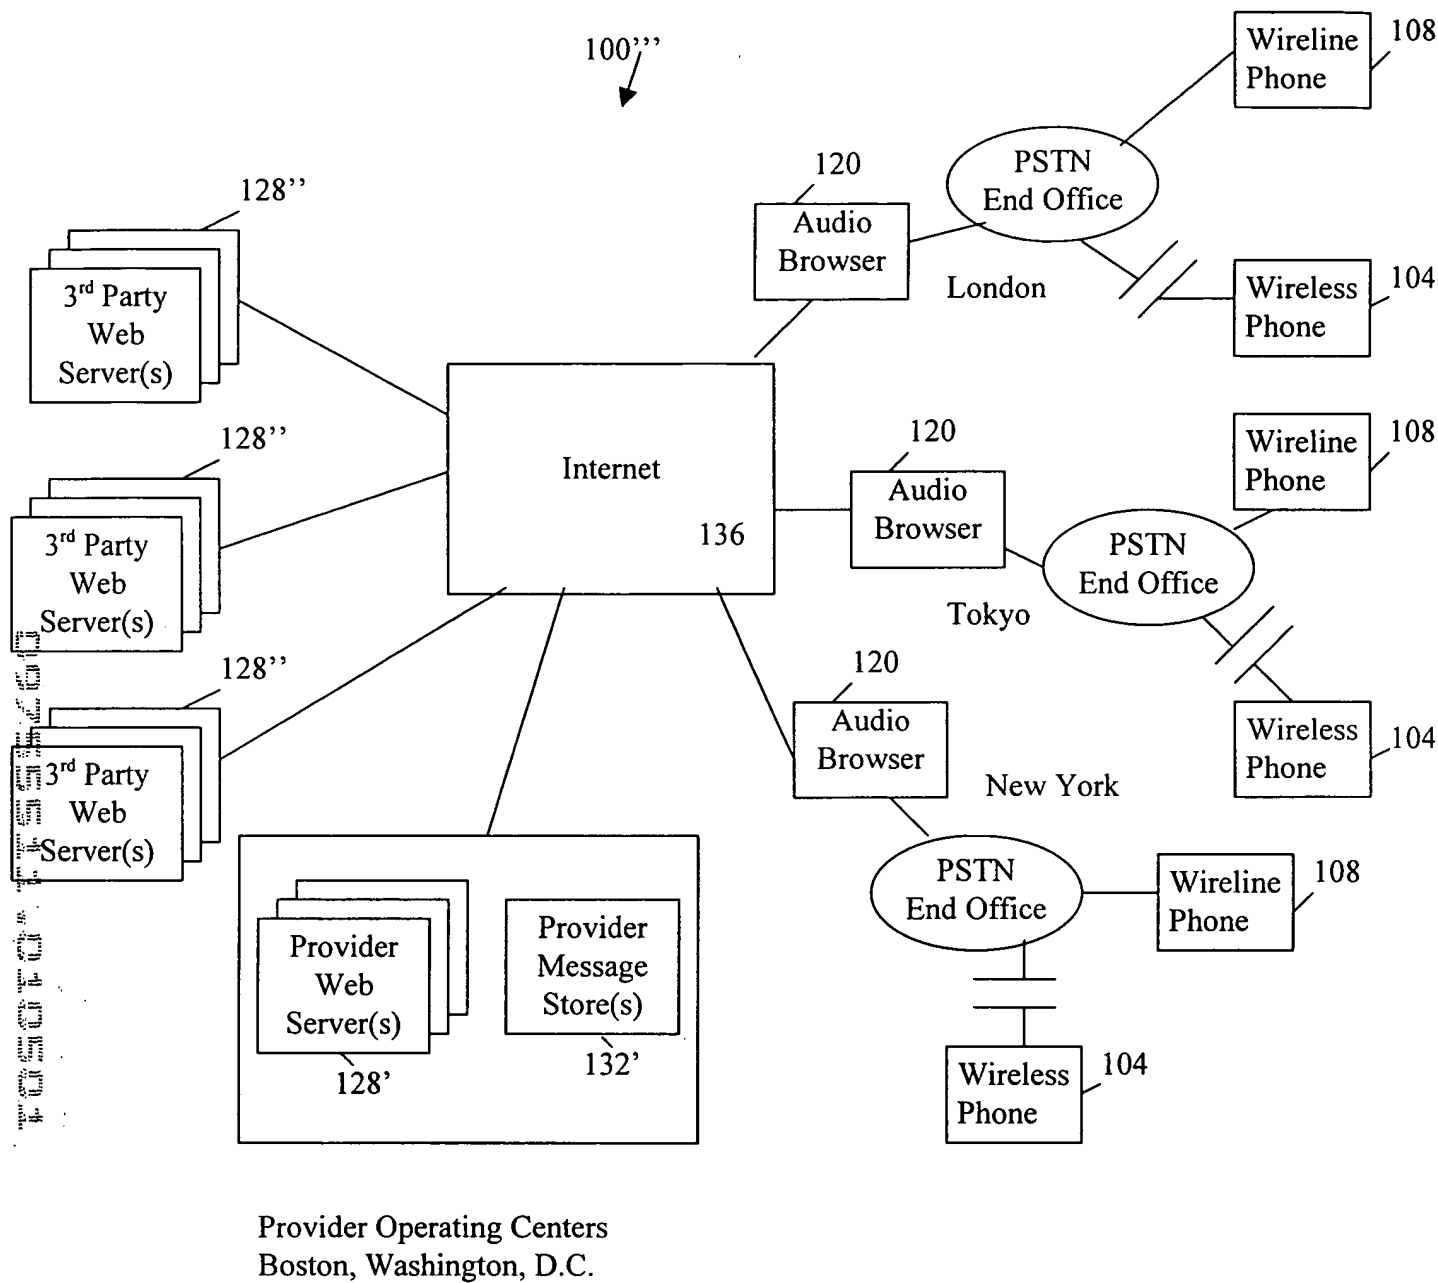 100’’’
128’’
3rd Party
Web
Server(s)
128’’
3rd Party
Web
Server(s)
128’’
3rd Party
Web
Server(s)
Internet
136
120
Audio
Browser
London
PSTN
End Office
Wireline
Phone
108
Wireless
Phone
104
120
Audio
Browser
Tokyo
PSTN
End Office
Wireline
Phone
108
Wireless
Phone
104
120
Audio
Browser
New York
PSTN
End Office
Wireline
Phone
108
Wireless
Phone
104
Provider
Web
Server(s)
128’
Provider
Message
Store(s)
132’
Provider Operating Centers
Boston, Washington, D.C.